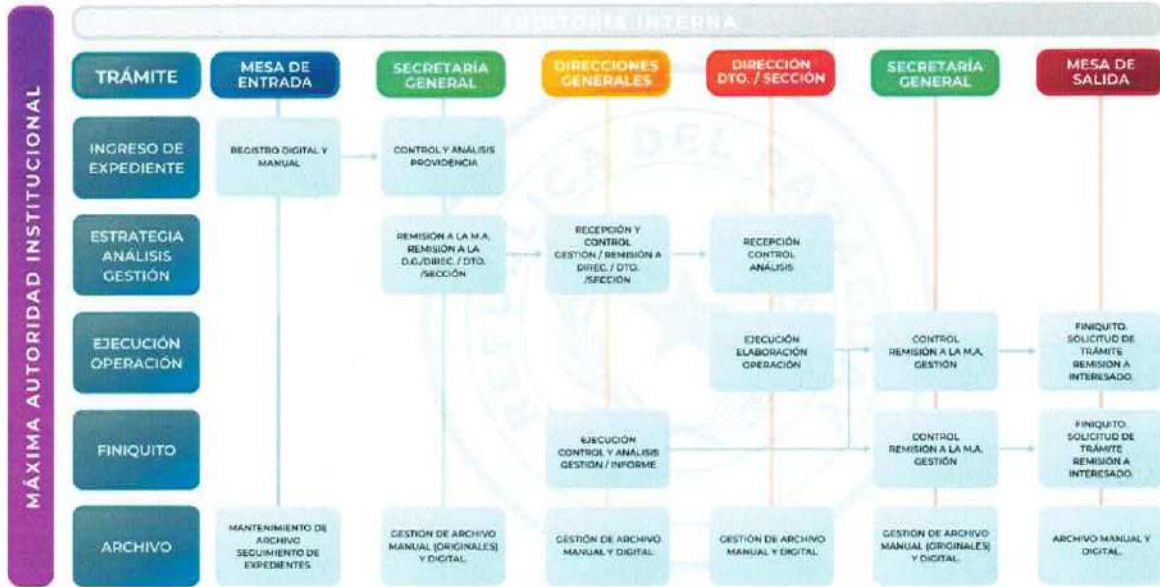 AUDITORÍA INTERNA
MÁXIMA AUTORIDAD INSTITUCIONAL
TRÁMITE
MESA DE
ENTRADA
SECRETARÍA
GENERAL
DIRECCIONES
GENERALES
DIRECCIÓN
DTO. / SECCIÓN
SECRETARÍA
GENERAL
MESA DE
SALIDA
INGRESO DE
EXPEDIENTE
REGISTRO DIGITAL Y
MANUAL
CONTROL Y ANÁLISIS
PROVIDENCIA
ESTRATEGIA
ANÁLISIS
GESTIÓN
REMISIÓN A LA M.A.
REMISIÓN A LA
D.G./DIREC. / DTO.
/SECCIÓN
RECEPCIÓN Y
CONTROL
GESTIÓN / REMISIÓN A
DIREC. / DTO.
/SECCIÓN
RECEPCIÓN
CONTROL
ANÁLISIS
EJECUCIÓN
OPERACIÓN
EJECUCIÓN
ELABORACIÓN
OPERACIÓN
CONTROL
REMISIÓN A LA M.A.
GESTIÓN
FINIQUITO.
SOLICITUD DE
TRÁMITE
REMISIÓN A
INTERESADO.
FINIQUITO
EJECUCIÓN
CONTROL Y ANÁLISIS
GESTIÓN / INFORME
CONTROL
REMISIÓN A LA M.A.
GESTIÓN
FINIQUITO.
SOLICITUD DE
TRÁMITE
REMISIÓN A
INTERESADO.
ARCHIVO
MANTENIMIENTO DE
ARCHIVO
SEGUIMIENTO DE
EXPEDIENTES
GESTIÓN DE ARCHIVO
MANUAL (ORIGINALES)
Y DIGITAL
GESTIÓN DE ARCHIVO
MANUAL Y DIGITAL
GESTIÓN DE ARCHIVO
MANUAL Y DIGITAL
GESTIÓN DE ARCHIVO
MANUAL (ORIGINALES)
Y DIGITAL
ARCHIVO MANUAL Y
DIGITAL.